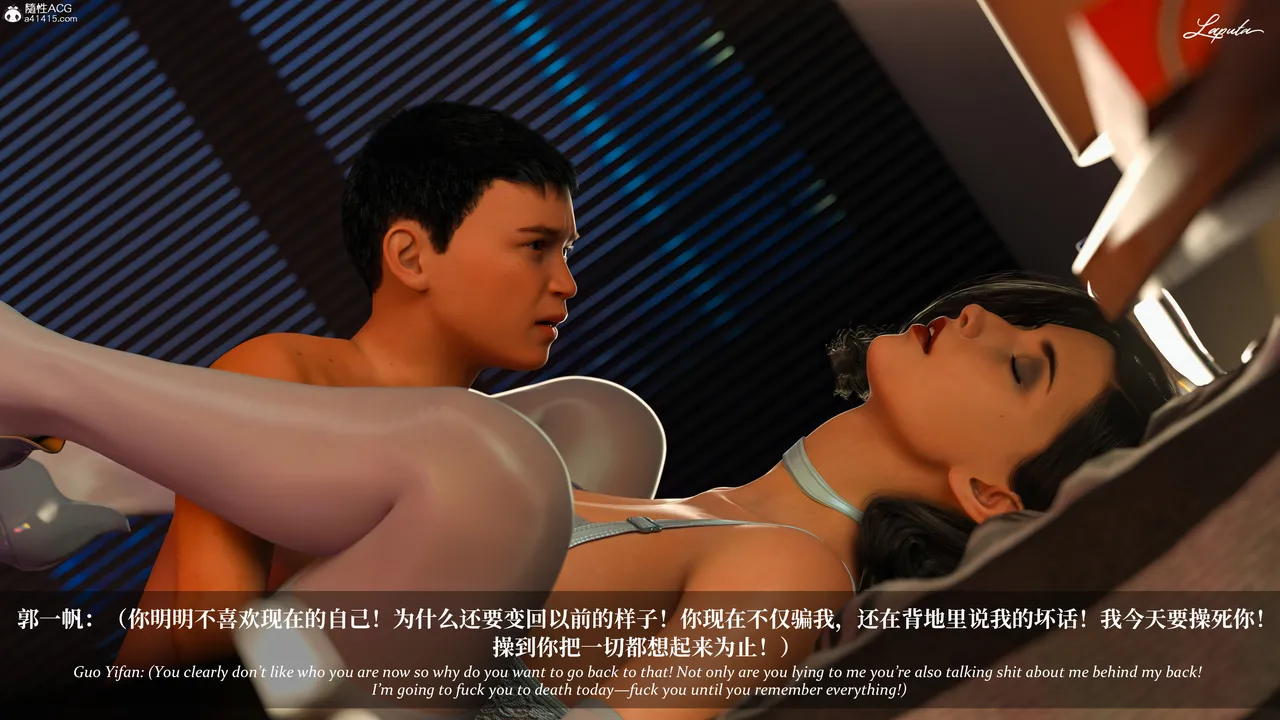 隨性ACG
a41415.com
Laputa
郭一帆：（你明明不喜欢现在的自己！为什么还要变回以前的样子！你现在不仅骗我，还在背地里说我的坏话！我今天要操死你！
操到你把一切都想起来为止！）
Guo Yifan: (You clearly don't like who you are now so why do you want to go back to that! Not only are you lying to me you're also talking shit about me behind my back!
I'm going to fuck you to death today—fuck you until you remember everything!)